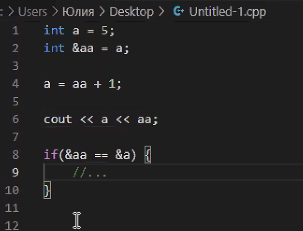 : > Users > Юлия > Desktop > Untitled-1.cpp
1 int a = 5;
2 int &aa = a;
3
4 a = aa + 1;
5
6 cout << a << aa;
7
8 if(&aa == &a) {
9 //...
10 }
11
12